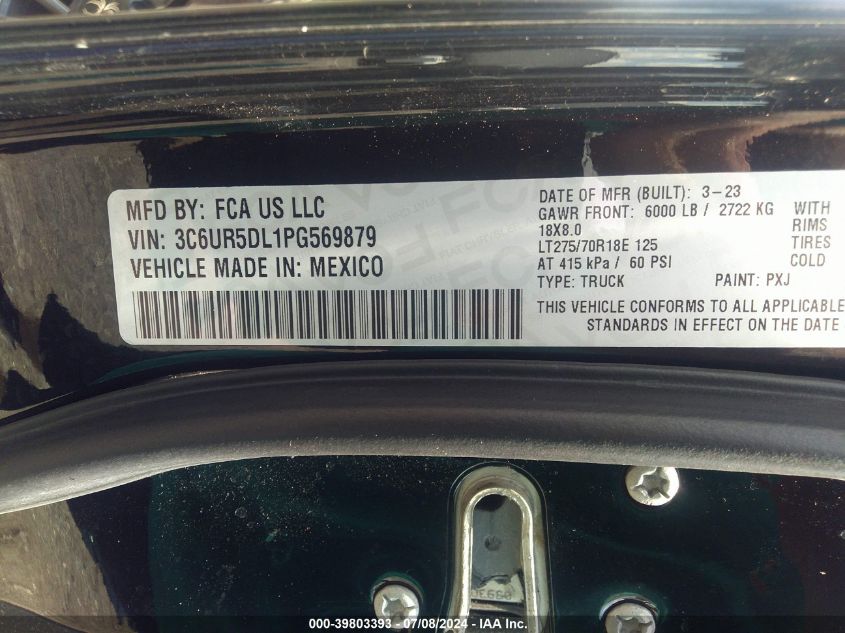 MFD BY: FCA US LLC
VIN: 3C6UR5DL1PG569879
VEHICLE MADE IN: MEXICO
DATE OF MFR (BUILT): 3-23
GAWR FRONT: 6000 LB / 2722 KG WITH
18X8.0 RIMS
LT275/70R18E 125 TIRES
AT 415 kPa / 60 PSI COLD
TYPE: TRUCK PAINT: PXJ
THIS VEHICLE CONFORMS TO ALL APPLICABLE
STANDARDS IN EFFECT ON THE DATE
000-39803393 - 07/08/2024 - IAA Inc.